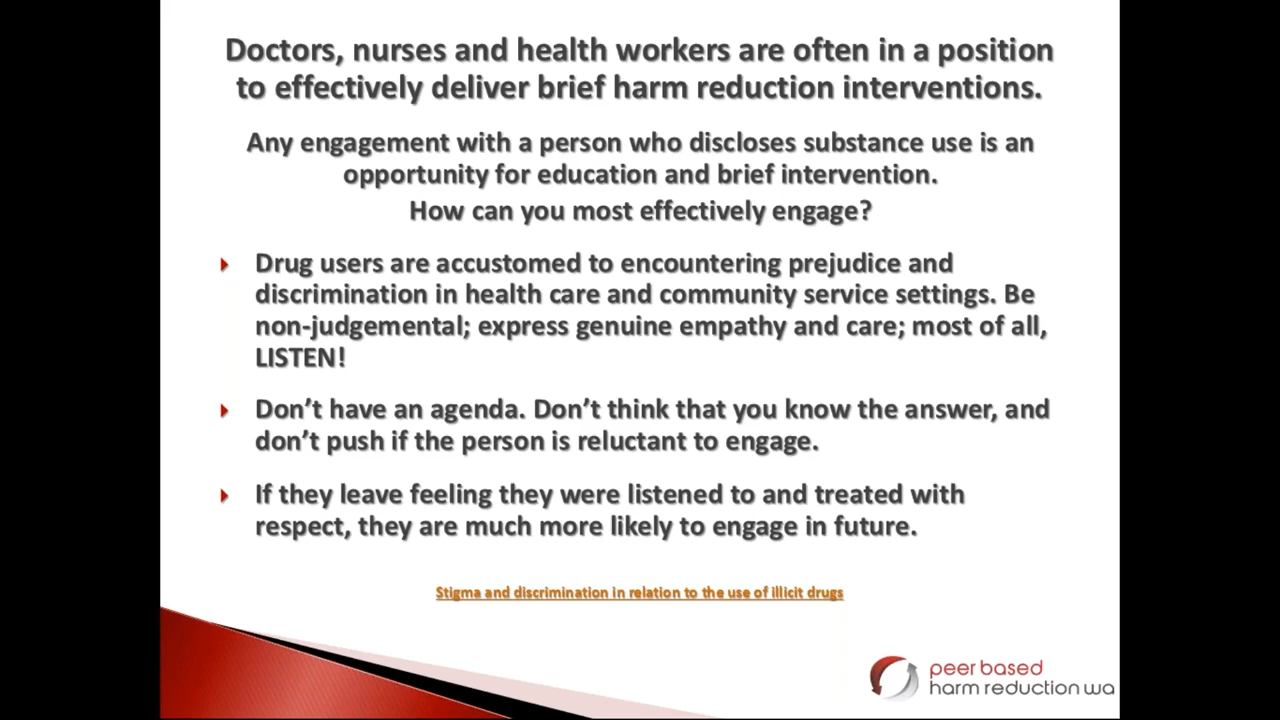 Doctors, nurses and health workers are often in a position
to effectively deliver brief harm reduction interventions.
Any engagement with a person who discloses substance use is an
opportunity for education and brief intervention.
How can you most effectively engage?
Drug users are accustomed to encountering prejudice and
discrimination in health care and community service settings. Be
non-judgemental; express genuine empathy and care; most of all,
LISTEN!
Don’t have an agenda. Don’t think that you know the answer, and
don’t push if the person is reluctant to engage.
If they leave feeling they were listened to and treated with
respect, they are much more likely to engage in future.
Stigma and discrimination in relation to the use of illicit drugs
peer based
harm reduction wa